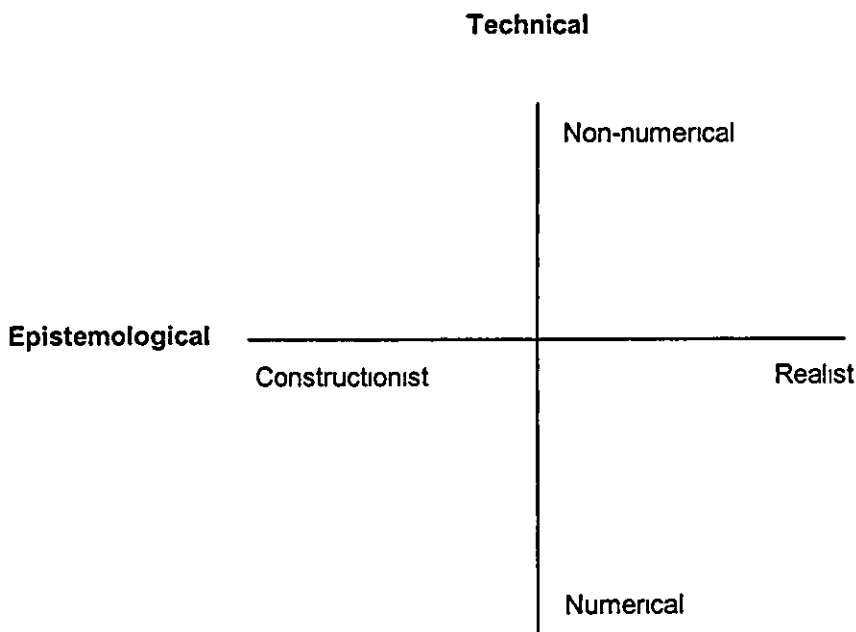 Technical
Non-numerical
Epistemological
Constructionist
Realist
Numerical